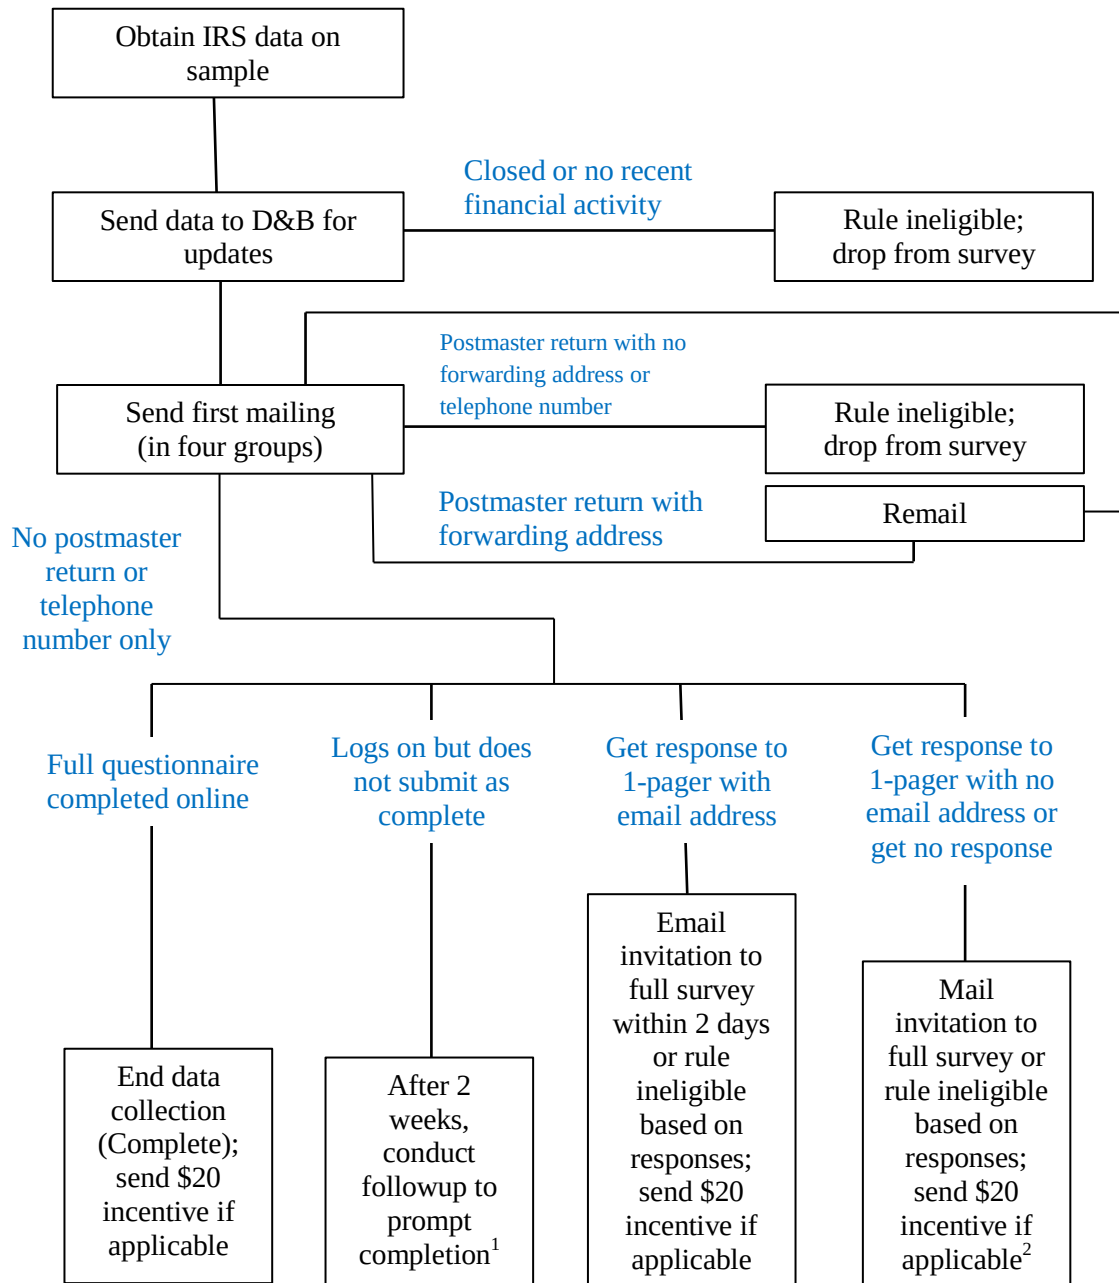 Obtain IRS data on
sample
Closed or no recent
financial activity
Send data to D&B for
updates
Rule ineligible;
drop from survey
Postmaster return with no
forwarding address or
telephone number
Send first mailing
(in four groups)
Rule ineligible;
drop from survey
Postmaster return with
forwarding address
Remail
No postmaster
return or
telephone
number only
Full questionnaire
completed online
Logs on but does
not submit as
complete
Get response to
1-pager with
email address
Get response to
1-pager with no
email address or
get no response
End data
collection
(Complete);
send $20
incentive if
applicable
After 2
weeks,
conduct
followup to
prompt
completion1
Email
invitation to
full survey
within 2 days
or rule
ineligible
based on
responses;
send $20
incentive if
applicable
Mail
invitation to
full survey or
rule ineligible
based on
responses;
send $20
incentive if
applicable2